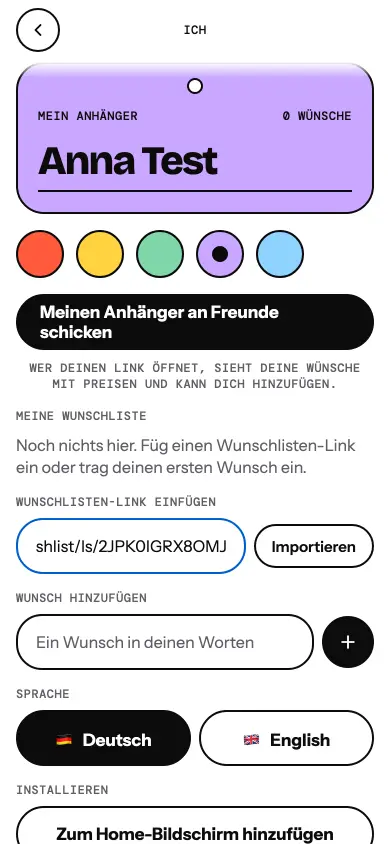 ICH
MEIN ANHÄNGER
0 WÜNSCHE
Anna Test
Meinen Anhänger an Freunde
schicken
WER DEINEN LINK ÖFFNET, SIEHT DEINE WÜNSCHE
MIT PREISEN UND KANN DICH HINZUFÜGEN.
MEINE WUNSCHLISTE
Noch nichts hier. Füg einen Wunschlisten-Link
ein oder trag deinen ersten Wunsch ein.
WUNSCHLISTEN-LINK EINFÜGEN
shlist/ls/2JPK0IGRX8OMJ
Importieren
WUNSCH HINZUFÜGEN
Ein Wunsch in deinen Worten
SPRACHE
Deutsch
English
INSTALLIEREN
Zum Home-Bildschirm hinzufügen